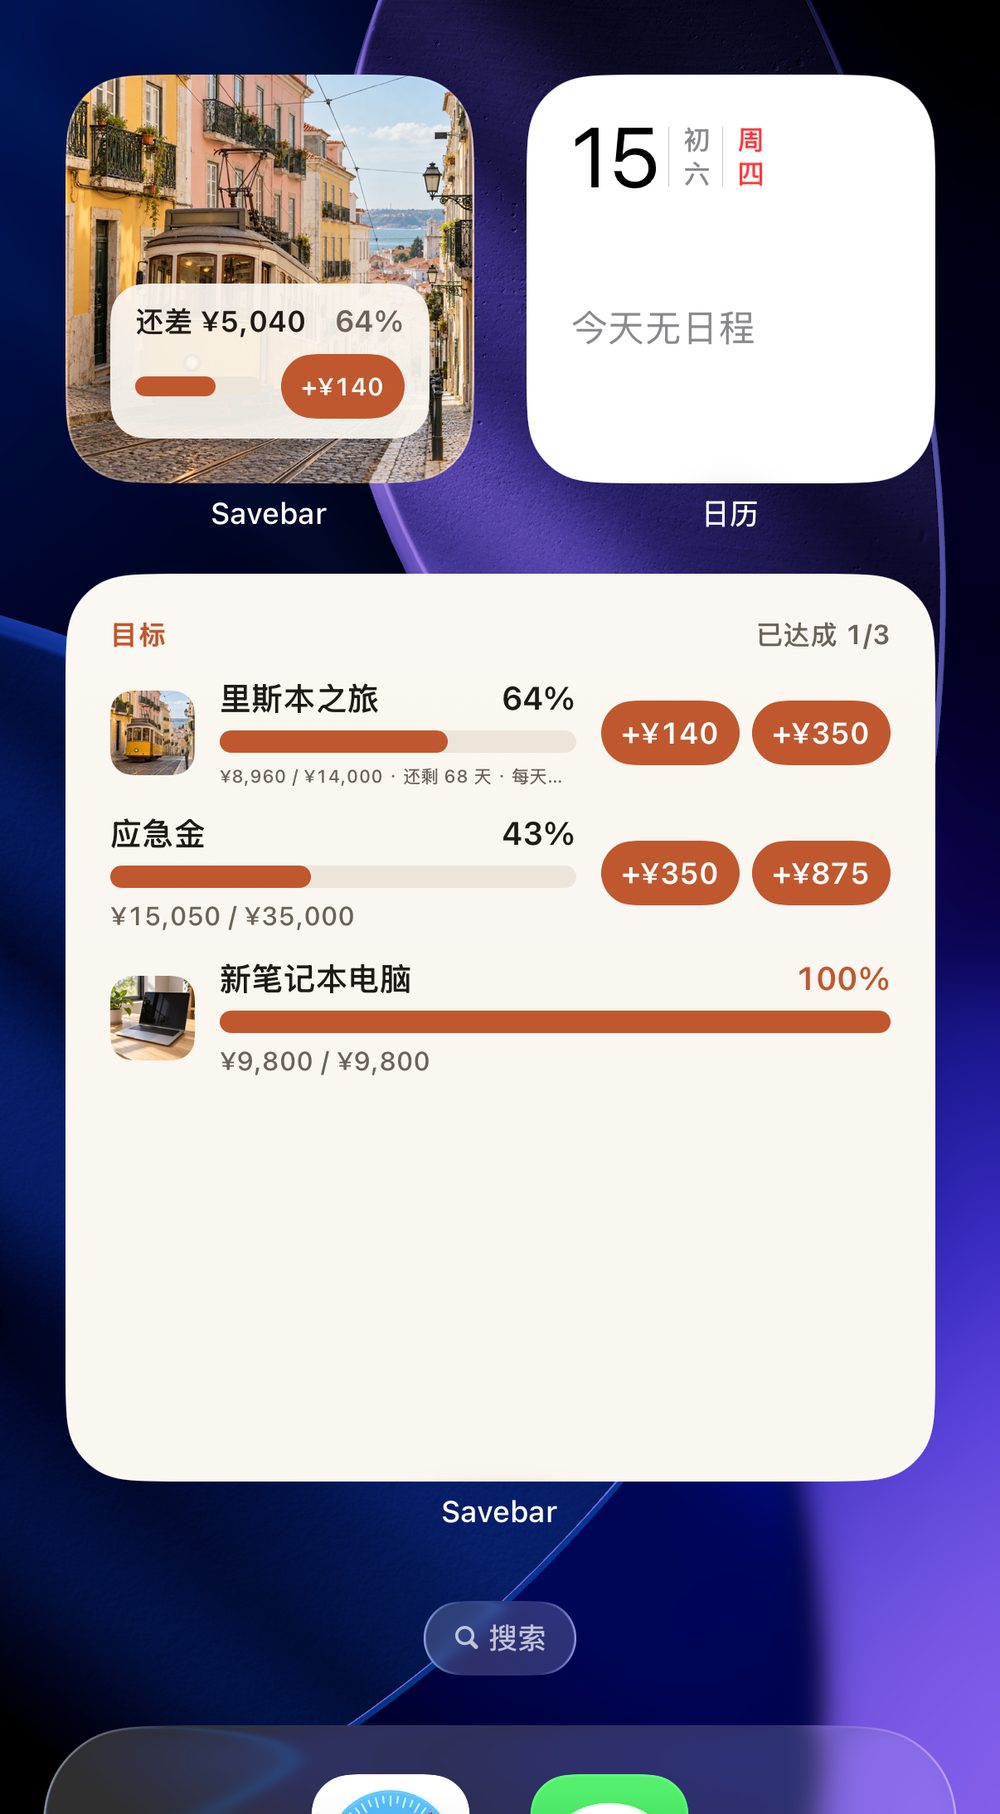 还差 ¥5,040 64%
+¥140
Savebar
15 初六 周四
今天无日程
日历
目标 已达成 1/3
里斯本之旅 64%
+¥140 +¥350
¥8,960 / ¥14,000 · 还剩 68 天 · 每天…
应急金 43%
+¥350 +¥875
¥15,050 / ¥35,000
新笔记本电脑 100%
¥9,800 / ¥9,800
Savebar
搜索